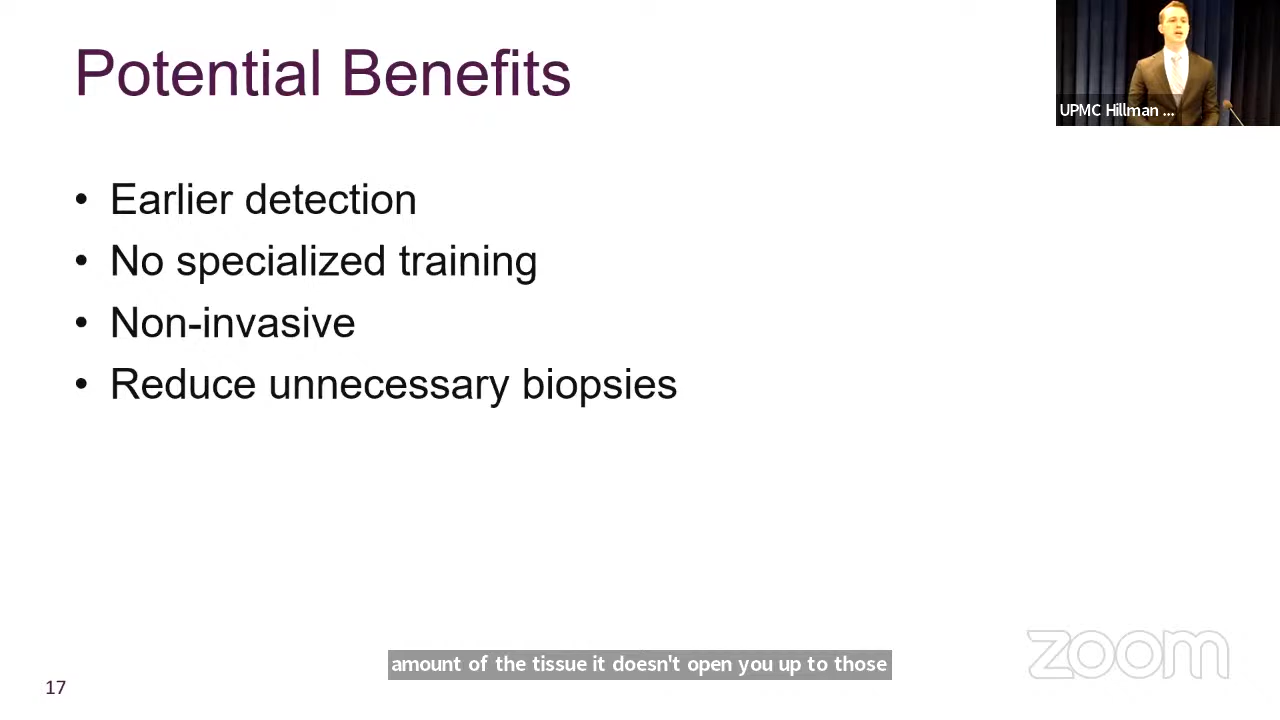 Potential Benefits
UPMC Hillman ...
• Earlier detection
• No specialized training
• Non-invasive
• Reduce unnecessary biopsies
amount of the tissue it doesn't open you up to those
zoom
17